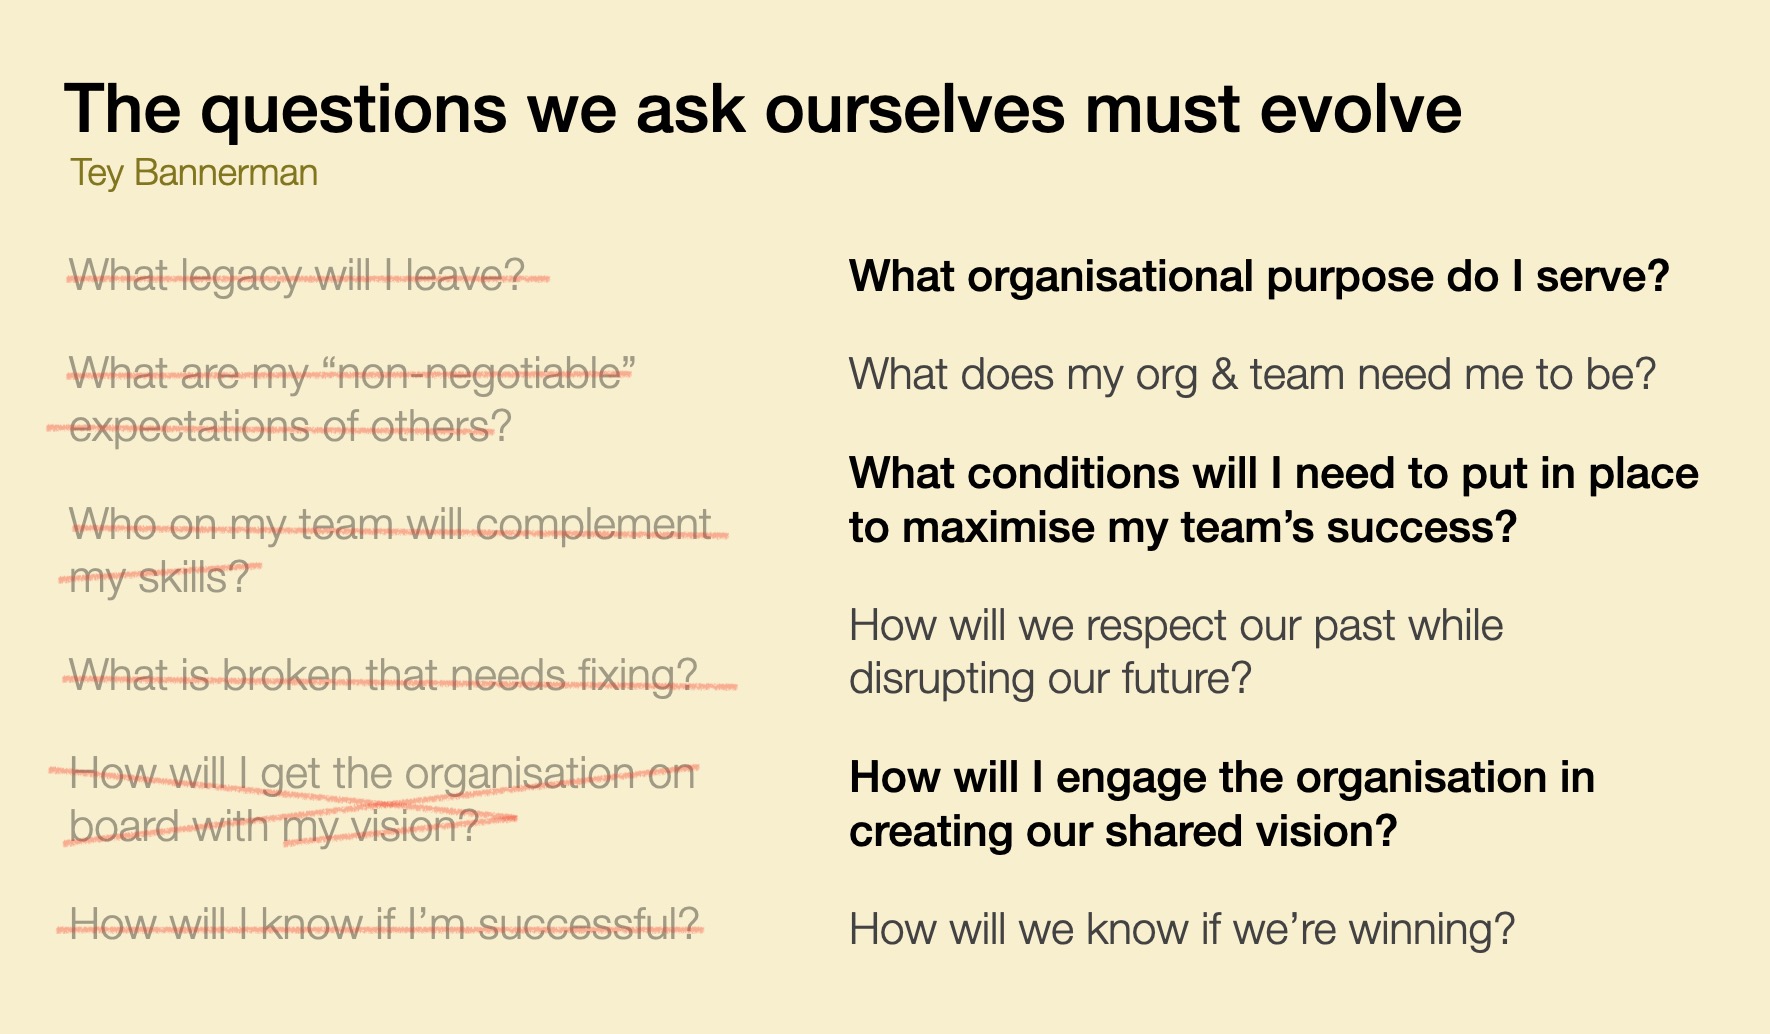 The questions we ask ourselves must evolve
Tey Bannerman
What legacy will I leave?
What are my “non-negotiable”
expectations of others?
Who on my team will complement
my skills?
What is broken that needs fixing?
How will I get the organisation on
board with my vision?
How will I know if I’m successful?
What organisational purpose do I serve?
What does my org & team need me to be?
What conditions will I need to put in place
to maximise my team’s success?
How will we respect our past while
disrupting our future?
How will I engage the organisation in
creating our shared vision?
How will we know if we’re winning?